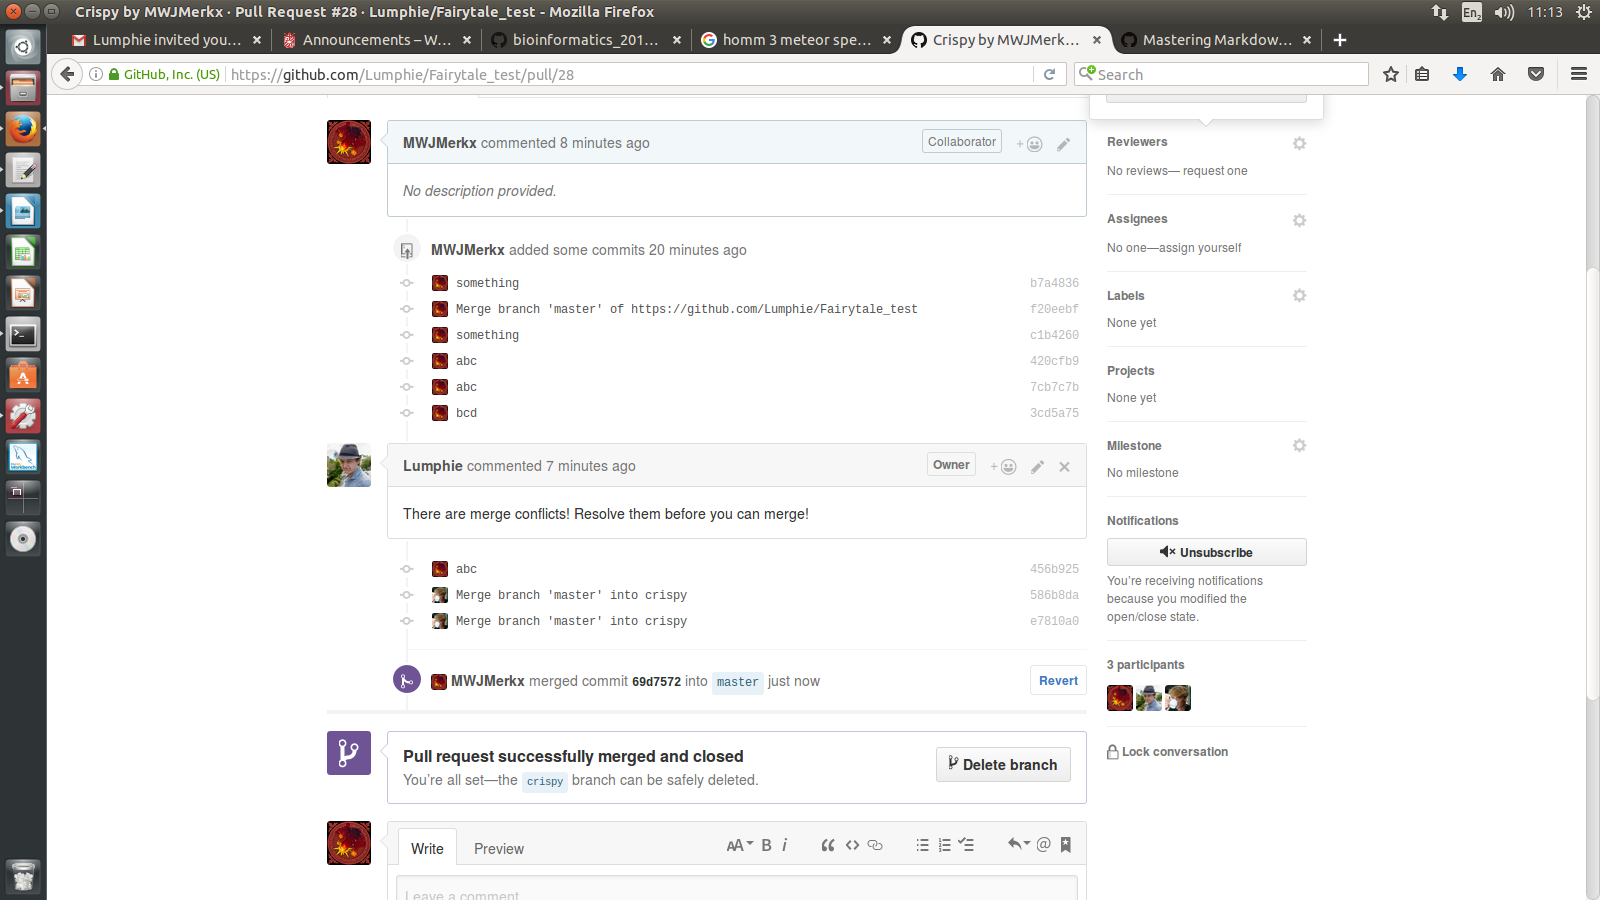 Crispy by MWJMerkx · Pull Request #28 · Lumphie/Fairytale_test - Mozilla Firefox
En2
11:13
Lumphie invited you...
Announcements – W...
bioinformatics_201...
homm 3 meteor spe...
Crispy by MWJMerk...
Mastering Markdow...
GitHub, Inc. (US)
https://github.com/Lumphie/Fairytale_test/pull/28
Search
MWJMerkx commented 8 minutes ago
Collaborator
No description provided.
MWJMerkx added some commits 20 minutes ago
something b7a4836
Merge branch 'master' of https://github.com/Lumphie/Fairytale_test f20eebf
something c1b4260
abc 420cfb9
abc 7cb7c7b
bcd 3cd5a75
Lumphie commented 7 minutes ago
Owner
There are merge conflicts! Resolve them before you can merge!
abc 456b925
Merge branch 'master' into crispy 586b8da
Merge branch 'master' into crispy e7810a0
MWJMerkx merged commit 69d7572 into master just now
Revert
Pull request successfully merged and closed
You're all set—the crispy branch can be safely deleted.
Delete branch
Write
Preview
AA B i
Leave a comment
Reviewers
No reviews— request one
Assignees
No one—assign yourself
Labels
None yet
Projects
None yet
Milestone
No milestone
Notifications
Unsubscribe
You're receiving notifications
because you modified the
open/close state.
3 participants
Lock conversation